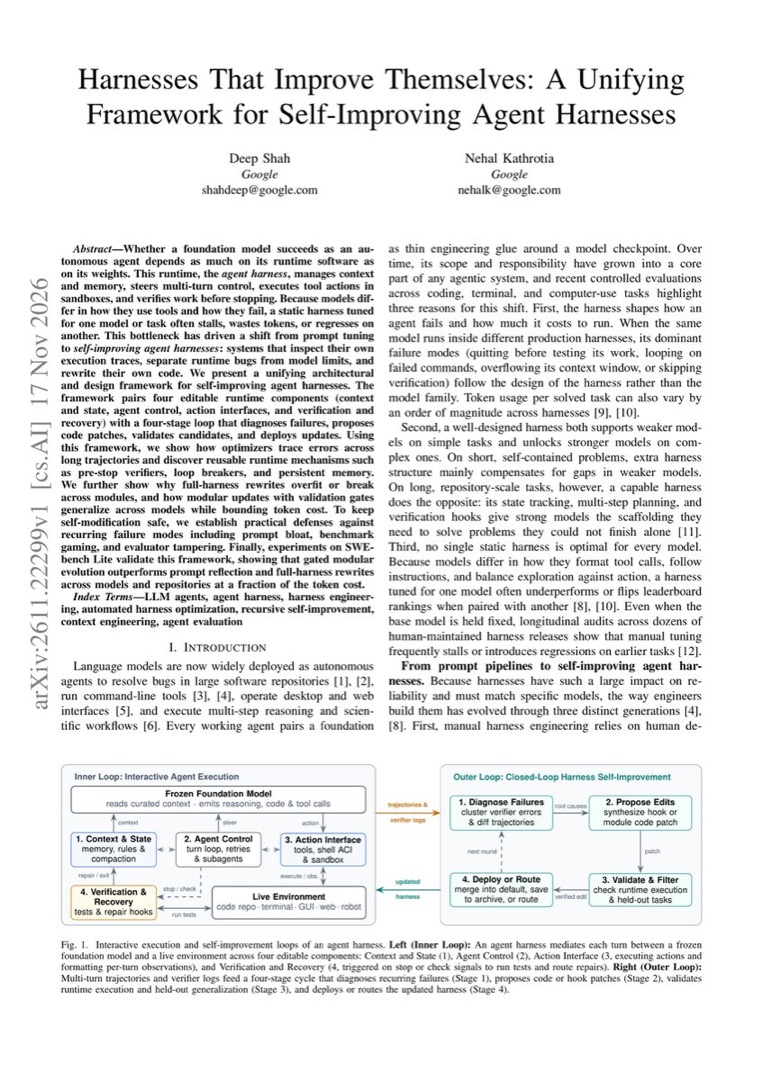 Harnesses That Improve Themselves: A Unifying
Framework for Self-Improving Agent Harnesses
Deep Shah
Google
shahdeep@google.com
Nehal Kathrotia
Google
nehalk@google.com
arXiv:2611.22299v1 [cs.AI] 17 Nov 2026
Abstract—Whether a foundation model succeeds as an au-
tonomous agent depends as much on its runtime software as
on its weights. This runtime, the agent harness, manages context
and memory, steers multi-turn control, executes tool actions in
sandboxes, and verifies work before stopping. Because models dif-
fer in how they use tools and how they fail, a static harness tuned
for one model or task often stalls, wastes tokens, or regresses on
another. This bottleneck has driven a shift from prompt tuning
to self-improving agent harnesses: systems that inspect their own
execution traces, separate runtime bugs from model limits, and
rewrite their own code. We present a unifying architectural
and design framework for self-improving agent harnesses. The
framework pairs four editable runtime components (context
and state, agent control, action interfaces, and verification and
recovery) with a four-stage loop that diagnoses failures, proposes
code patches, validates candidates, and deploys updates. Using
this framework, we show how optimizers trace errors across
long trajectories and discover reusable runtime mechanisms such
as pre-stop verifiers, loop breakers, and persistent memory.
We further show why full-harness rewrites overfit or break
across modules, and how modular updates with validation gates
generalize across models while bounding token cost. To keep
self-modification safe, we establish practical defenses against
recurring failure modes including prompt bloat, benchmark
gaming, and evaluator tampering. Finally, experiments on SWE-
bench Lite validate this framework, showing that gated modular
evolution outperforms prompt reflection and full-harness rewrites
across models and repositories at a fraction of the token cost.
Index Terms—LLM agents, agent harness, harness engineer-
ing, automated harness optimization, recursive self-improvement,
context engineering, agent evaluation
I. INTRODUCTION
Language models are now widely deployed as autonomous
agents to resolve bugs in large software repositories [1], [2],
run command-line tools [3], [4], operate desktop and web
interfaces [5], and execute multi-step reasoning and scien-
tific workflows [6]. Every working agent pairs a foundation
as thin engineering glue around a model checkpoint. Over
time, its scope and responsibility have grown into a core
part of any agentic system, and recent controlled evaluations
across coding, terminal, and computer-use tasks highlight
three reasons for this shift. First, the harness shapes how an
agent fails and how much it costs to run. When the same
model runs inside different production harnesses, its dominant
failure modes (quitting before testing its work, looping on
failed commands, overflowing its context window, or skipping
verification) follow the design of the harness rather than the
model family. Token usage per solved task can also vary by
an order of magnitude across harnesses [9], [10].
Second, a well-designed harness both supports weaker mod-
els on simple tasks and unlocks stronger models on com-
plex ones. On short, self-contained problems, extra harness
structure mainly compensates for gaps in weaker models.
On long, repository-scale tasks, however, a capable harness
does the opposite: its state tracking, multi-step planning, and
verification hooks give strong models the scaffolding they
need to solve problems they could not finish alone [11].
Third, no single static harness is optimal for every model.
Because models differ in how they format tool calls, follow
instructions, and balance exploration against action, a harness
tuned for one model often underperforms or flips leaderboard
rankings when paired with another [8], [10]. Even when the
base model is held fixed, longitudinal audits across dozens of
human-maintained harness releases show that manual tuning
frequently stalls or introduces regressions on earlier tasks [12].
From prompt pipelines to self-improving agent har-
nesses. Because harnesses have such a large impact on re-
liability and must match specific models, the way engineers
build them has evolved through three distinct generations [4],
[8]. First, manual harness engineering relies on human de-
Inner Loop: Interactive Agent Execution
Frozen Foundation Model
reads curated context · emits reasoning, code & tool calls
context
steer
action
1. Context & State
memory, rules &
compaction
2. Agent Control
turn loop, retries
& subagents
3. Action Interface
tools, shell ACI
& sandbox
repair / exit
stop / check
execute / obs.
4. Verification &
Recovery
tests & repair hooks
run tests
Live Environment
code repo · terminal · GUI · web · robot
trajectories &
verifier logs
updated
harness
Outer Loop: Closed-Loop Harness Self-Improvement
1. Diagnose Failures
cluster verifier errors
& diff trajectories
root causes
2. Propose Edits
synthesize hook or
module code patch
next round
patch
4. Deploy or Route
merge into default, save
to archive, or route
verified edit
3. Validate & Filter
check runtime execution
& held-out tasks
Fig. 1. Interactive execution and self-improvement loops of an agent harness. Left (Inner Loop): An agent harness mediates each turn between a frozen
foundation model and a live environment across four editable components: Context and State (1), Agent Control (2), Action Interface (3, executing actions and
formatting per-turn observations), and Verification and Recovery (4, triggered on stop or check signals to run tests and route repairs). Right (Outer Loop):
Multi-turn trajectories and verifier logs feed a four-stage cycle that diagnoses recurring failures (Stage 1), proposes code or hook patches (Stage 2), validates
runtime execution and held-out generalization (Stage 3), and deploys or routes the updated harness (Stage 4).